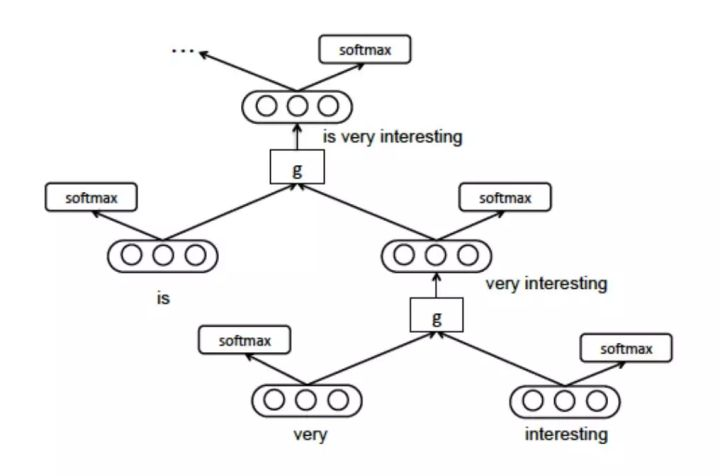 ...
softmax
is very interesting
g
softmax
softmax
is
very interesting
g
softmax
softmax
very
interesting